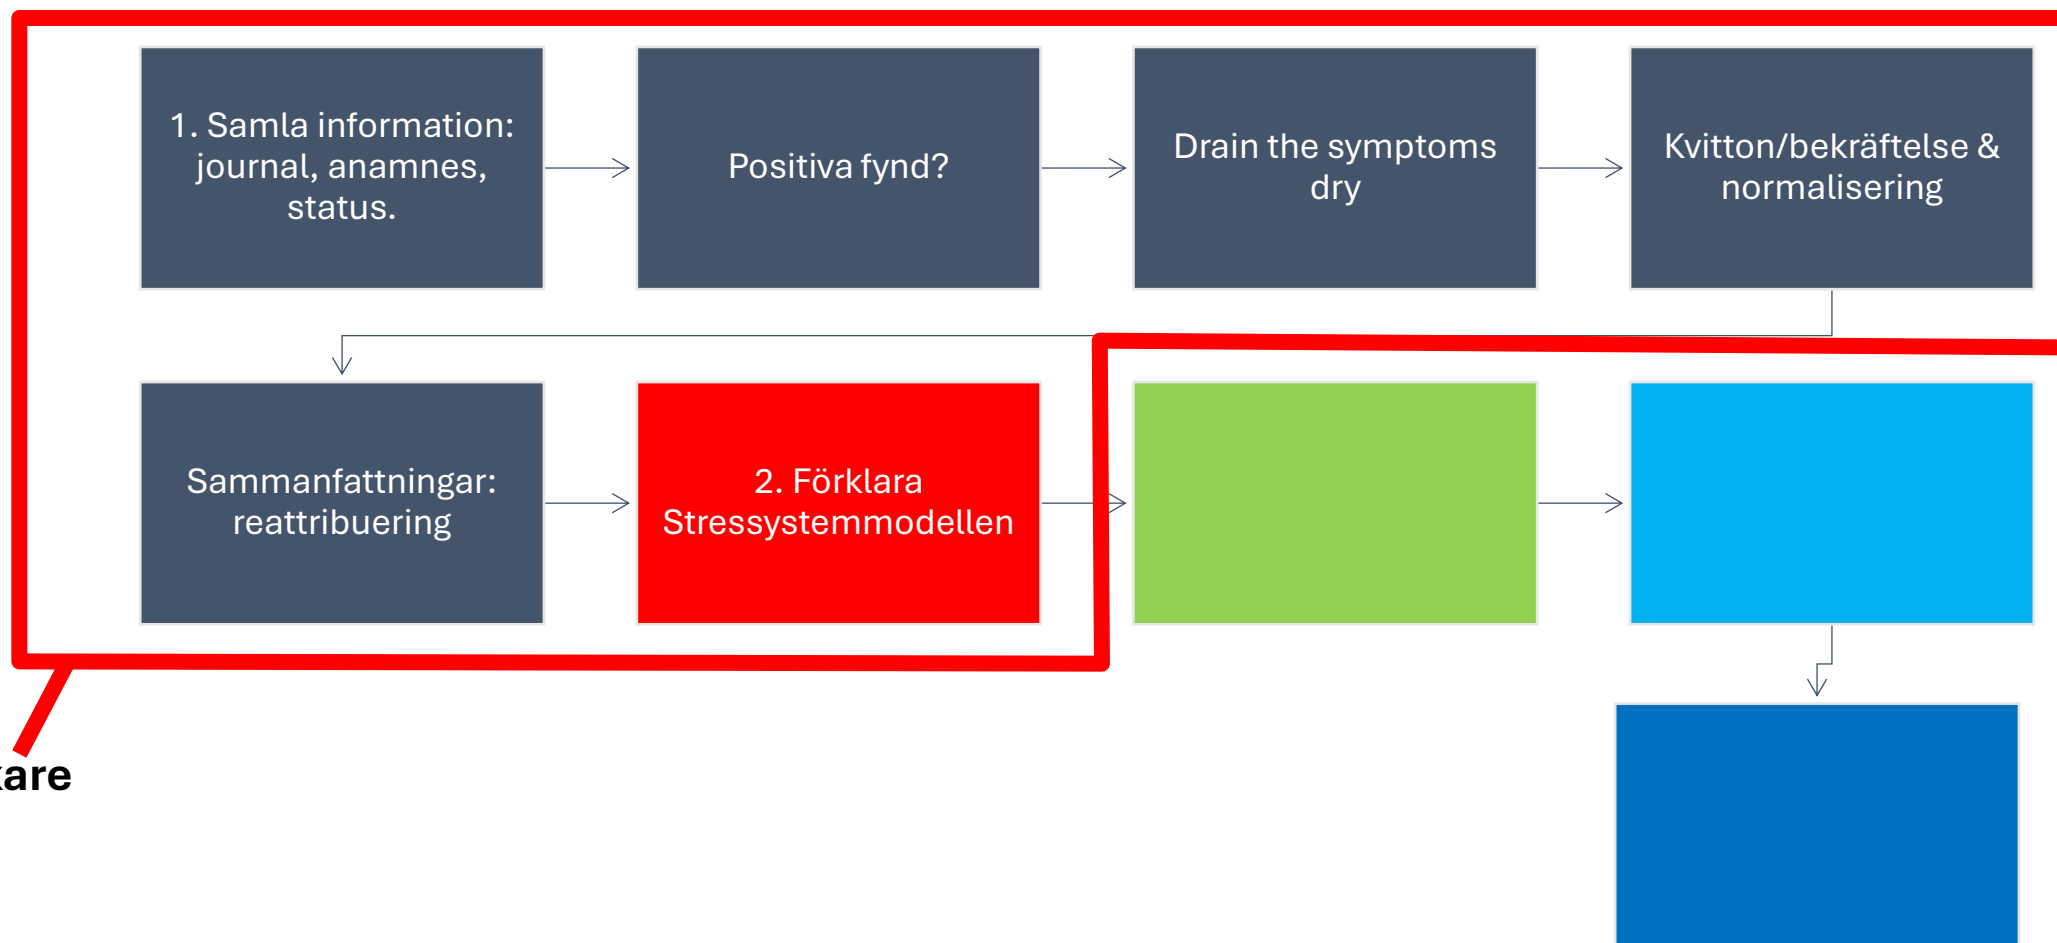 1. Samla information:
journal, anamnes,
status.
Positiva fynd?
Drain the symptoms
dry
Kvitton/bekräftelse &
normalisering
Sammanfattningar:
reattribuering
2. Förklara
Stressystemmodellen